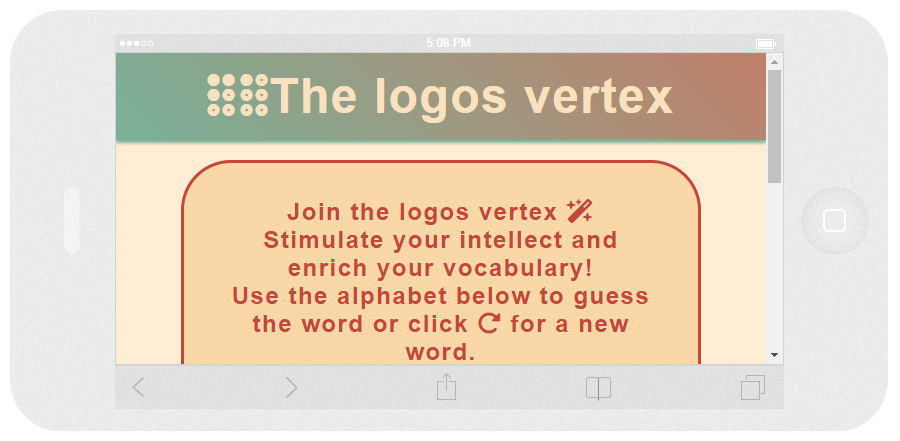 5:08 PM
The logos vertex
Join the logos vertex
Stimulate your intellect and
enrich your vocabulary!
Use the alphabet below to guess
the word or click for a new
word.